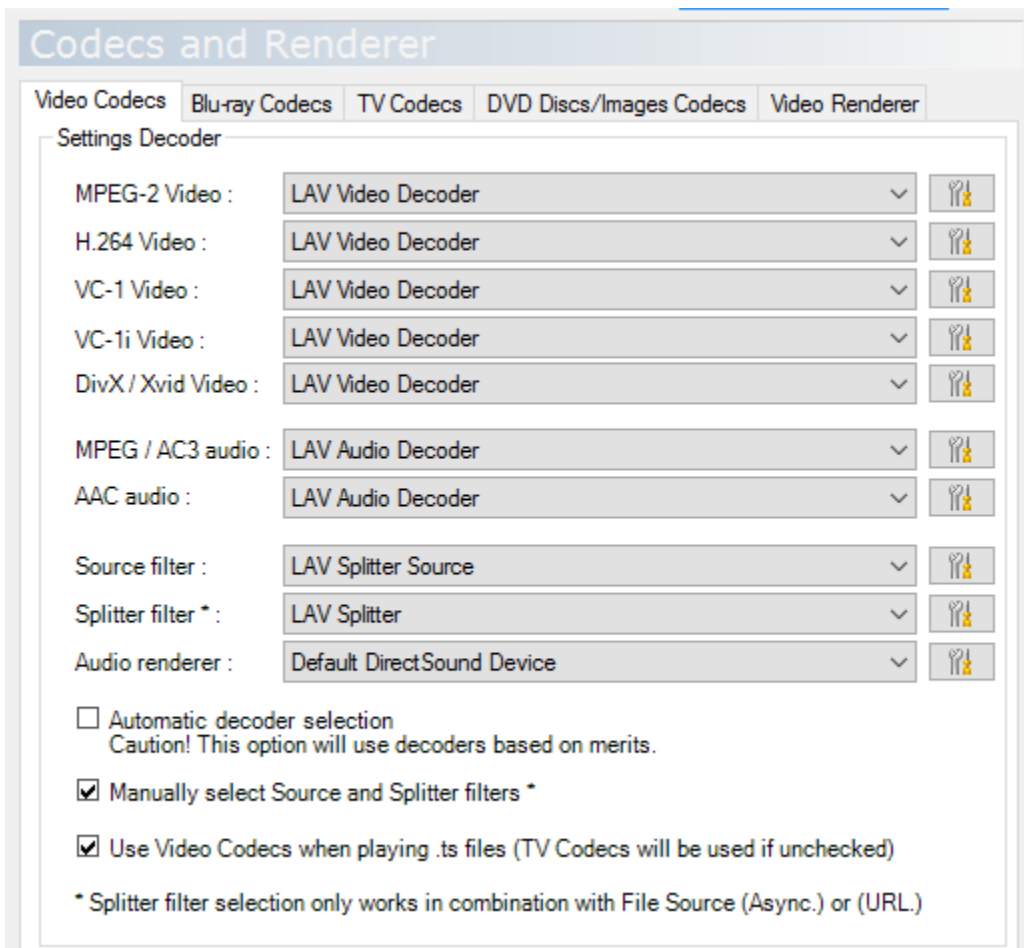 Codecs and Renderer
Video Codecs Blu-ray Codecs TV Codecs DVD Discs/Images Codecs Video Renderer
Settings Decoder
MPEG-2 Video : LAV Video Decoder
H.264 Video : LAV Video Decoder
VC-1 Video : LAV Video Decoder
VC-1i Video : LAV Video Decoder
DivX / Xvid Video : LAV Video Decoder
MPEG / AC3 audio : LAV Audio Decoder
AAC audio : LAV Audio Decoder
Source filter : LAV Splitter Source
Splitter filter * : LAV Splitter
Audio renderer : Default DirectSound Device
Automatic decoder selection
Caution! This option will use decoders based on merits.
Manually select Source and Splitter filters *
Use Video Codecs when playing .ts files (TV Codecs will be used if unchecked)
* Splitter filter selection only works in combination with File Source (Async.) or (URL.)